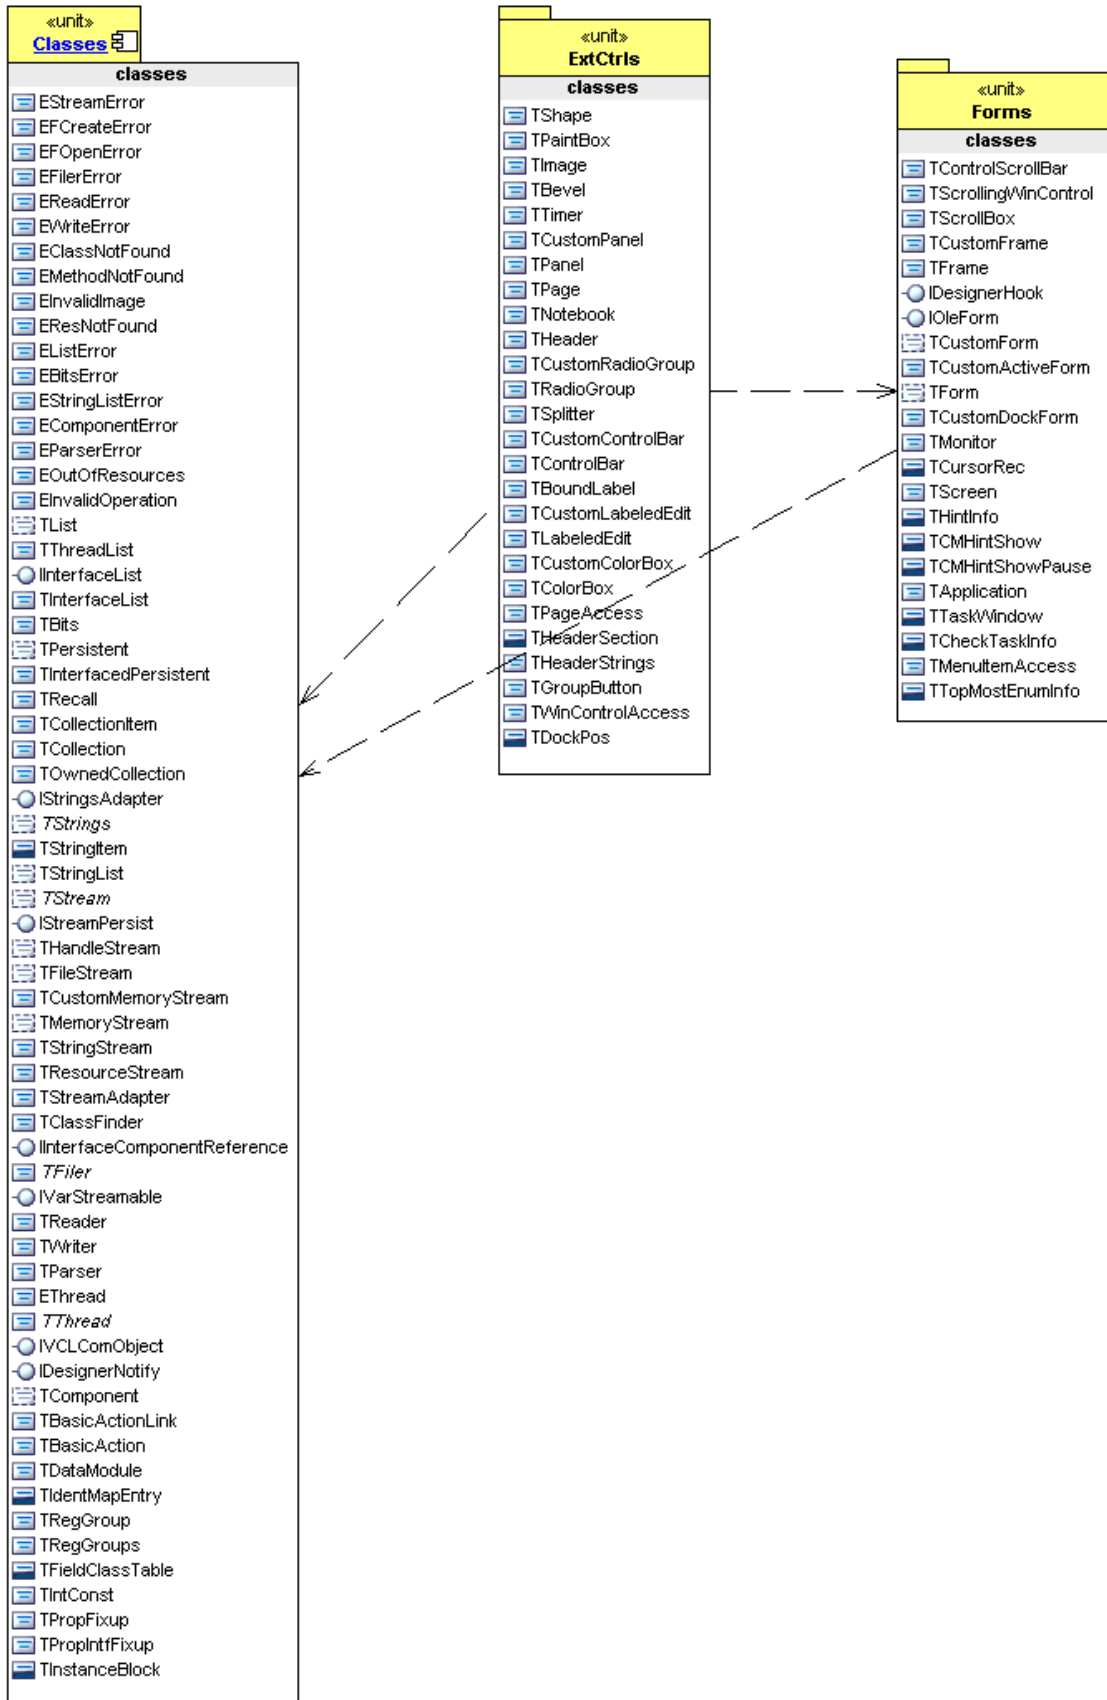 «unit»
Classes
classes
EStreamError
EFCreateError
EFOpenError
EFilerError
EReadError
EWriteError
EClassNotFound
EMethodNotFound
EInvalidImage
EResNotFound
EListError
EBitsError
EStringListError
EComponentError
EParserError
EOutOfResources
EInvalidOperation
TList
TThreadList
IInterfaceList
TInterfaceList
TBits
TPersistent
TInterfacedPersistent
TRecall
TCollectionItem
TCollection
TOwnedCollection
IStringsAdapter
TStrings
TStringItem
TStringList
TStream
IStreamPersist
THandleStream
TFileStream
TCustomMemoryStream
TMemoryStream
TStringStream
TResourceStream
TStreamAdapter
TClassFinder
IInterfaceComponentReference
TFiler
IVarStreamable
TReader
TWriter
TParser
EThread
TThread
IVCLComObject
IDesignerNotify
TComponent
TBasicActionLink
TBasicAction
TDataModule
TIdentMapEntry
TRegGroup
TRegGroups
TFieldClassTable
TIntConst
TPropFixup
TPropIntfFixup
TInstanceBlock
«unit»
ExtCtrls
classes
TShape
TPaintBox
TImage
TBevel
TTimer
TCustomPanel
TPanel
TPage
TNotebook
THeader
TCustomRadioGroup
TRadioGroup
TSplitter
TCustomControlBar
TControlBar
TBoundLabel
TCustomLabeledEdit
TLabeledEdit
TCustomColorBox
TColorBox
TPageAccess
THeaderSection
THeaderStrings
TGroupButton
TWinControlAccess
TDockPos
«unit»
Forms
classes
TControlScrollBar
TScrollingWinControl
TScrollBox
TCustomFrame
TFrame
IDesignerHook
IOleForm
TCustomForm
TCustomActiveForm
TForm
TCustomDockForm
TMonitor
TCursorRec
TScreen
THintInfo
TCMHintShow
TCMHintShowPause
TApplication
TTaskWindow
TCheckTaskInfo
TMenuItemAccess
TTopMostEnumInfo